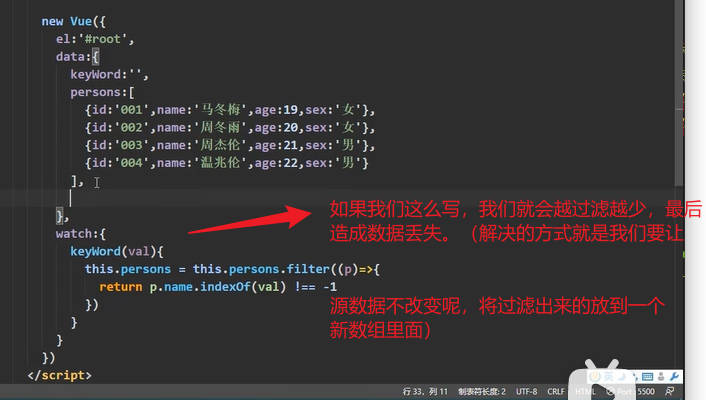 new Vue({
el:'#root',
data:{
keyWord:'',
persons:[
{id:'001',name:'马冬梅',age:19,sex:'女'},
{id:'002',name:'周冬雨',age:20,sex:'女'},
{id:'003',name:'周杰伦',age:21,sex:'男'},
{id:'004',name:'温兆伦',age:22,sex:'男'}
],
},
如果我们这么写，我们就会越过滤越少，最后
造成数据丢失。（解决的方式就是我们要让
watch:{
keyWord(val){
this.persons = this.persons.filter((p)=>{
return p.name.indexOf(val) !== -1
源数据不改变呢，将过滤出来的放到一个
新数组里面）
})
}
}
})
</script>
行 33，列 11 制表符长度: 2 UTF-8 CRLF HTML Port : 5500
英